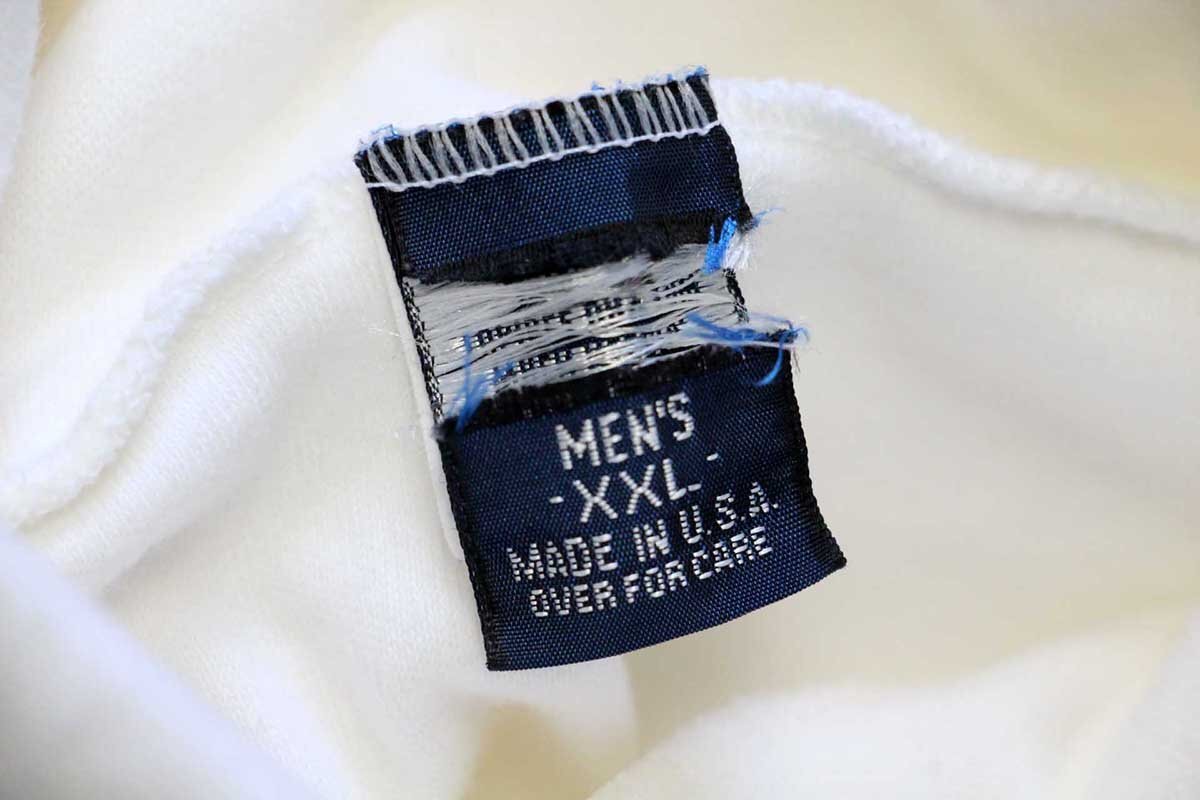 MEN'S
-XXL-
MADE IN U.S.A.
OVER FOR CARE